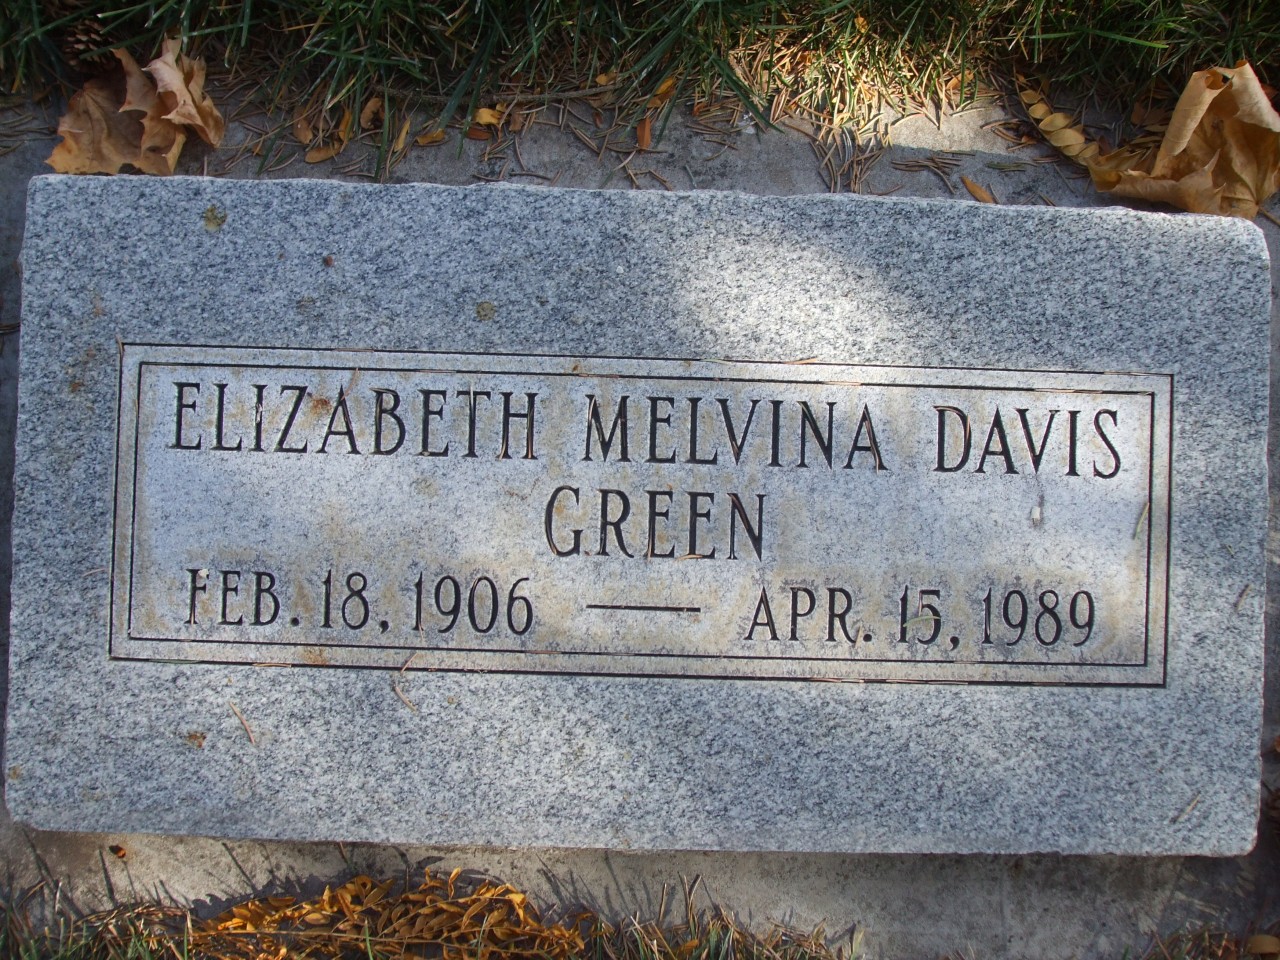 ELIZABETH MELVINA DAVIS
GREEN
FEB. 18, 1906 — APR. 15, 1989